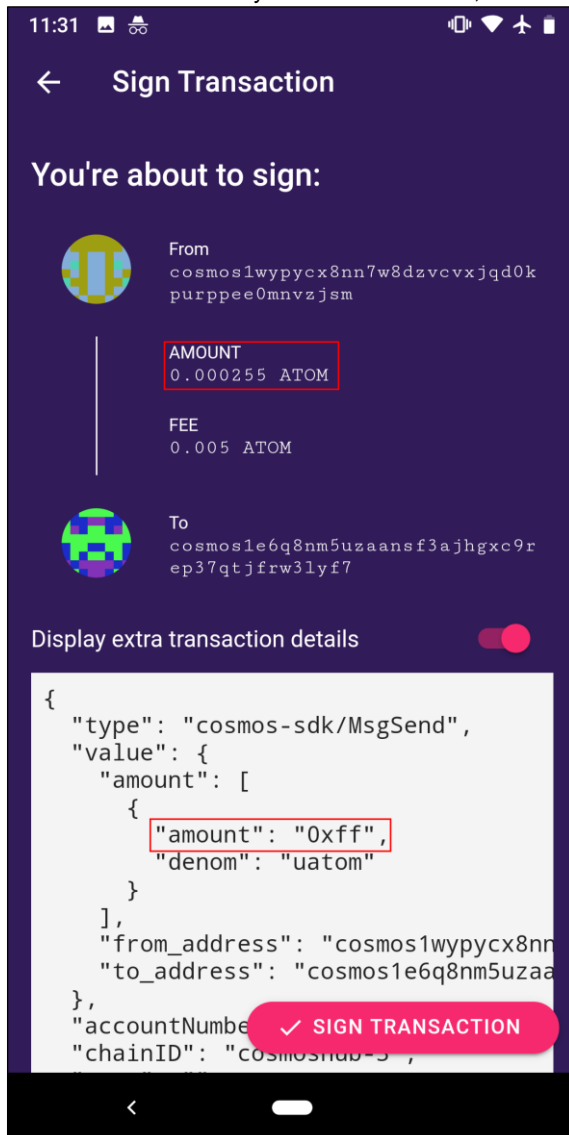 11:31
Sign Transaction
You're about to sign:
From
cosmos1wypycx8nn7w8dzvcvxjqd0k
purppee0mnvzjsm
AMOUNT
0.000255 ATOM
FEE
0.005 ATOM
To
cosmos1e6q8nm5uzaansf3ajhgxc9r
ep37qtjfrw3lyf7
Display extra transaction details
{
"type": "cosmos-sdk/MsgSend",
"value": {
"amount": [
{
"amount": "0xff",
"denom": "uatom"
}
],
"from_address": "cosmos1wypycx8nn
"to_address": "cosmos1e6q8nm5uzaa
},
"accountNumbe
SIGN TRANSACTION
"chainID":